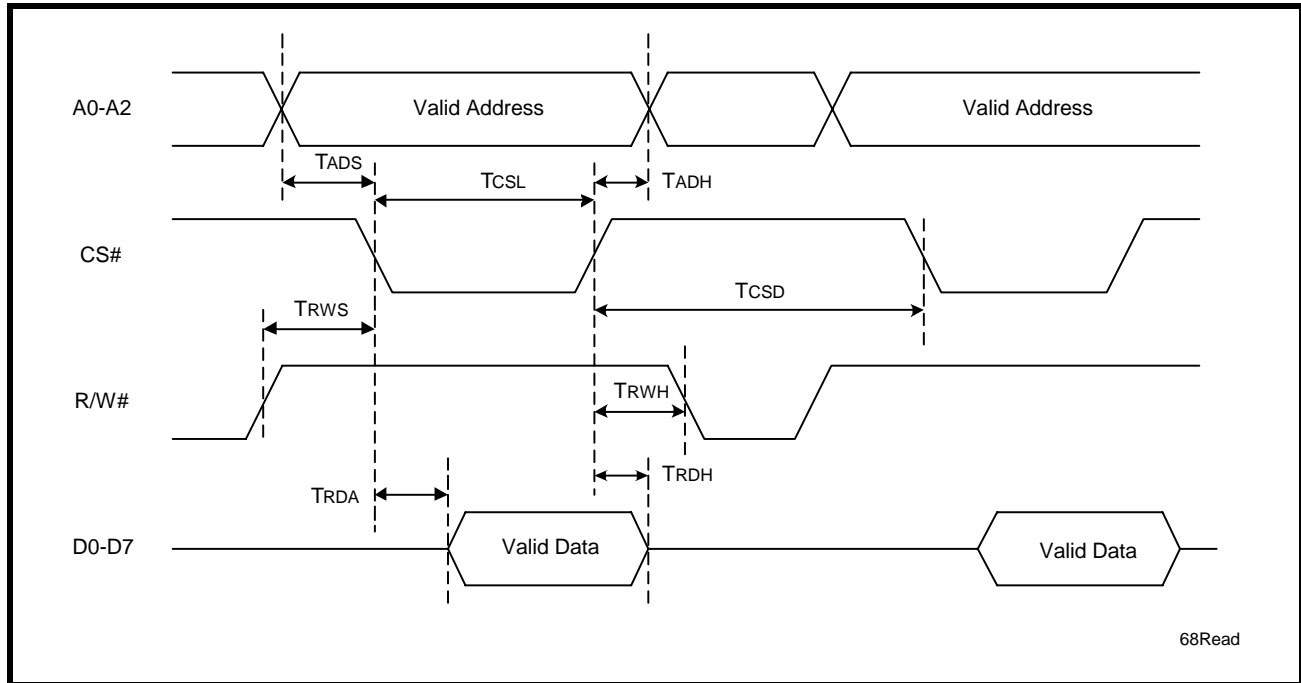 A0-A2
Valid Address
Valid Address
TADS
TCSL
TADH
CS#
TCSD
TRWS
R/W#
TRWH
TRDH
TRDA
D0-D7
Valid Data
Valid Data
68Read